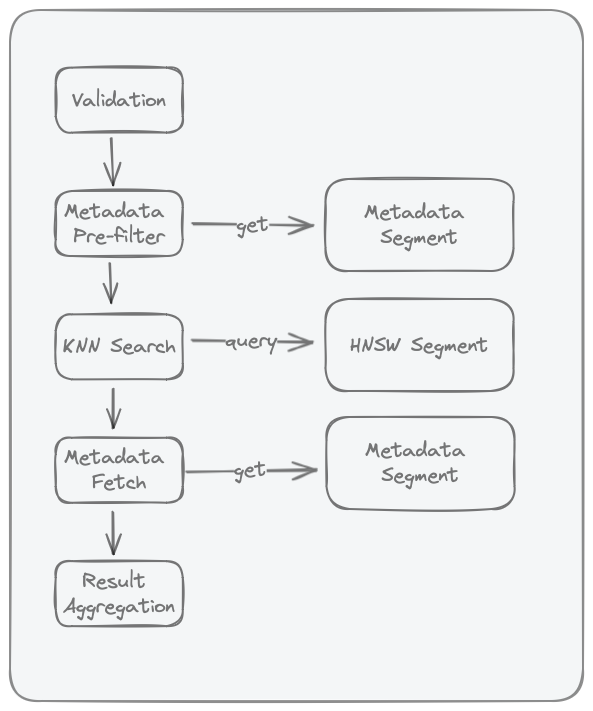 Validation
Metadata
Pre-filter
get
Metadata
Segment
KNN Search
query
HNSW Segment
Metadata
Fetch
get
Metadata
Segment
Result
Aggregation